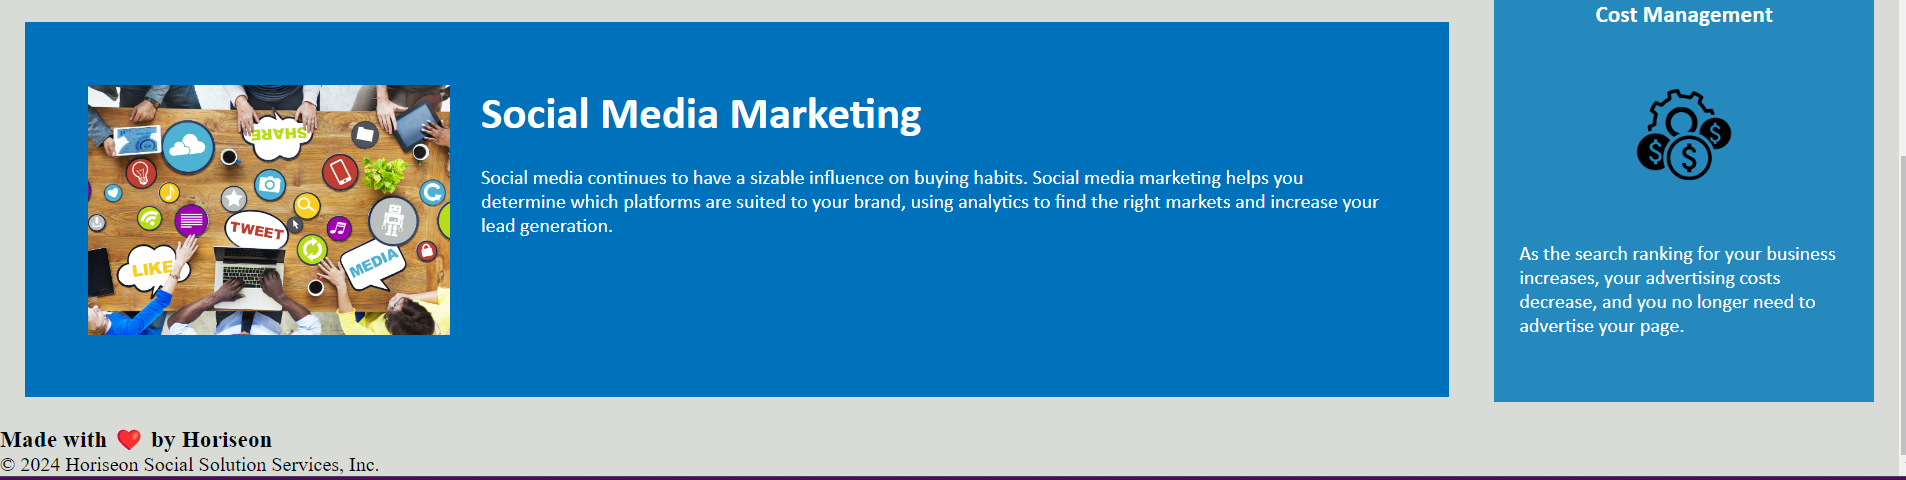 Cost Management
SHARE
TWEET
LIKE
MEDIA
Social Media Marketing
Social media continues to have a sizable influence on buying habits. Social media marketing helps you
determine which platforms are suited to your brand, using analytics to find the right markets and increase your
lead generation.
As the search ranking for your business
increases, your advertising costs
decrease, and you no longer need to
advertise your page.
Made with ❤️ by Horiseon
© 2024 Horiseon Social Solution Services, Inc.